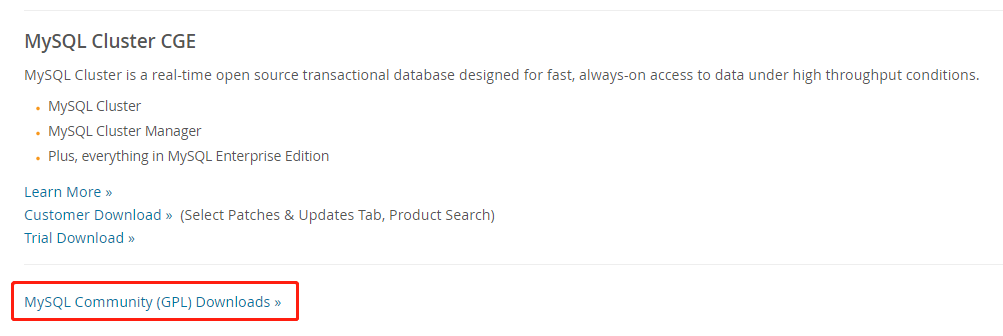 MySQL Cluster CGE
MySQL Cluster is a real-time open source transactional database designed for fast, always-on access to data under high throughput conditions.
MySQL Cluster
MySQL Cluster Manager
Plus, everything in MySQL Enterprise Edition
Learn More »
Customer Download » (Select Patches & Updates Tab, Product Search)
Trial Download »
MySQL Community (GPL) Downloads »